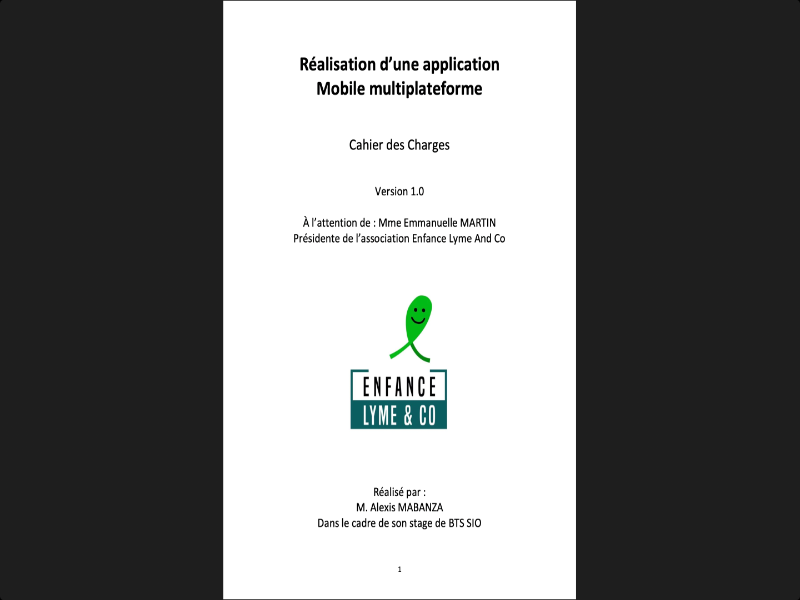 Réalisation d’une application
Mobile multiplateforme
Cahier des Charges
Version 1.0
À l’attention de : Mme Emmanuelle MARTIN
Présidente de l’association Enfance Lyme And Co
ENFANCE
LYME & CO
Réalisé par :
M. Alexis MABANZA
Dans le cadre de son stage de BTS SIO
1